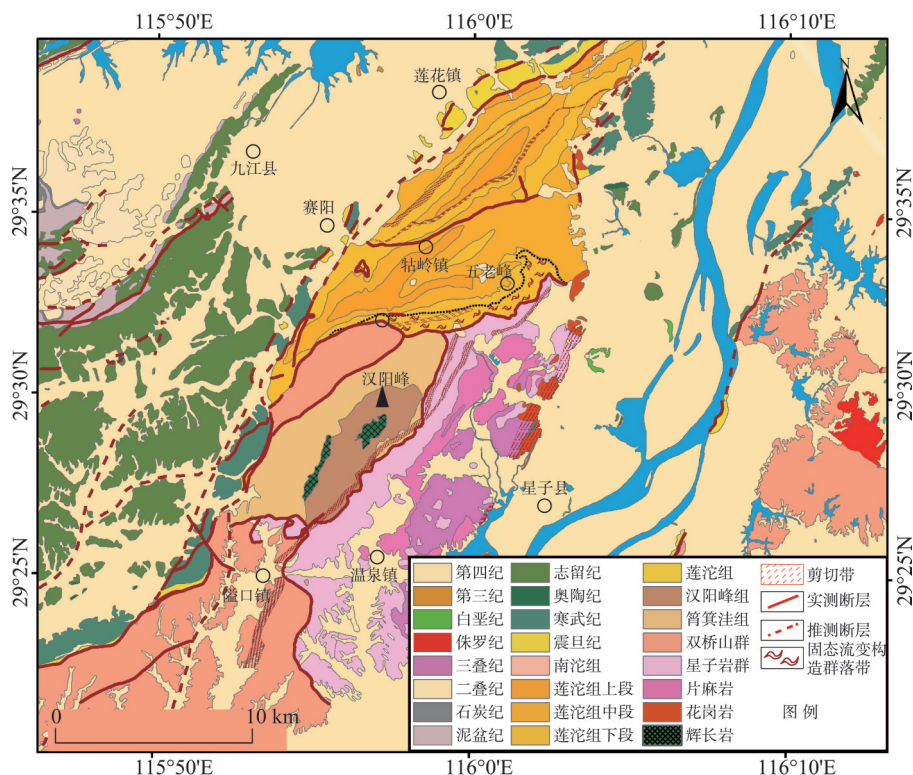 115°50′E
116°0′E
116°10′E
N
莲花镇
九江县
29°35′N
29°35′N
赛阳
牯岭镇
五老峰
29°30′N
29°30′N
汉阳峰
星子县
29°25′N
29°25′N
温泉镇
隘口镇
第四纪
志留纪
莲沱组
剪切带
第三纪
奥陶纪
汉阳峰组
实测断层
白垩纪
寒武纪
筲箕洼组
推测断层
侏罗纪
震旦纪
双桥山群
固态流变构
造群落带
三叠纪
南沱组
星子岩群
二叠纪
莲沱组上段
片麻岩
石炭纪
莲沱组中段
花岗岩
图 例
泥盆纪
莲沱组下段
辉长岩
0
10 km
115°50′E
116°0′E
116°10′E